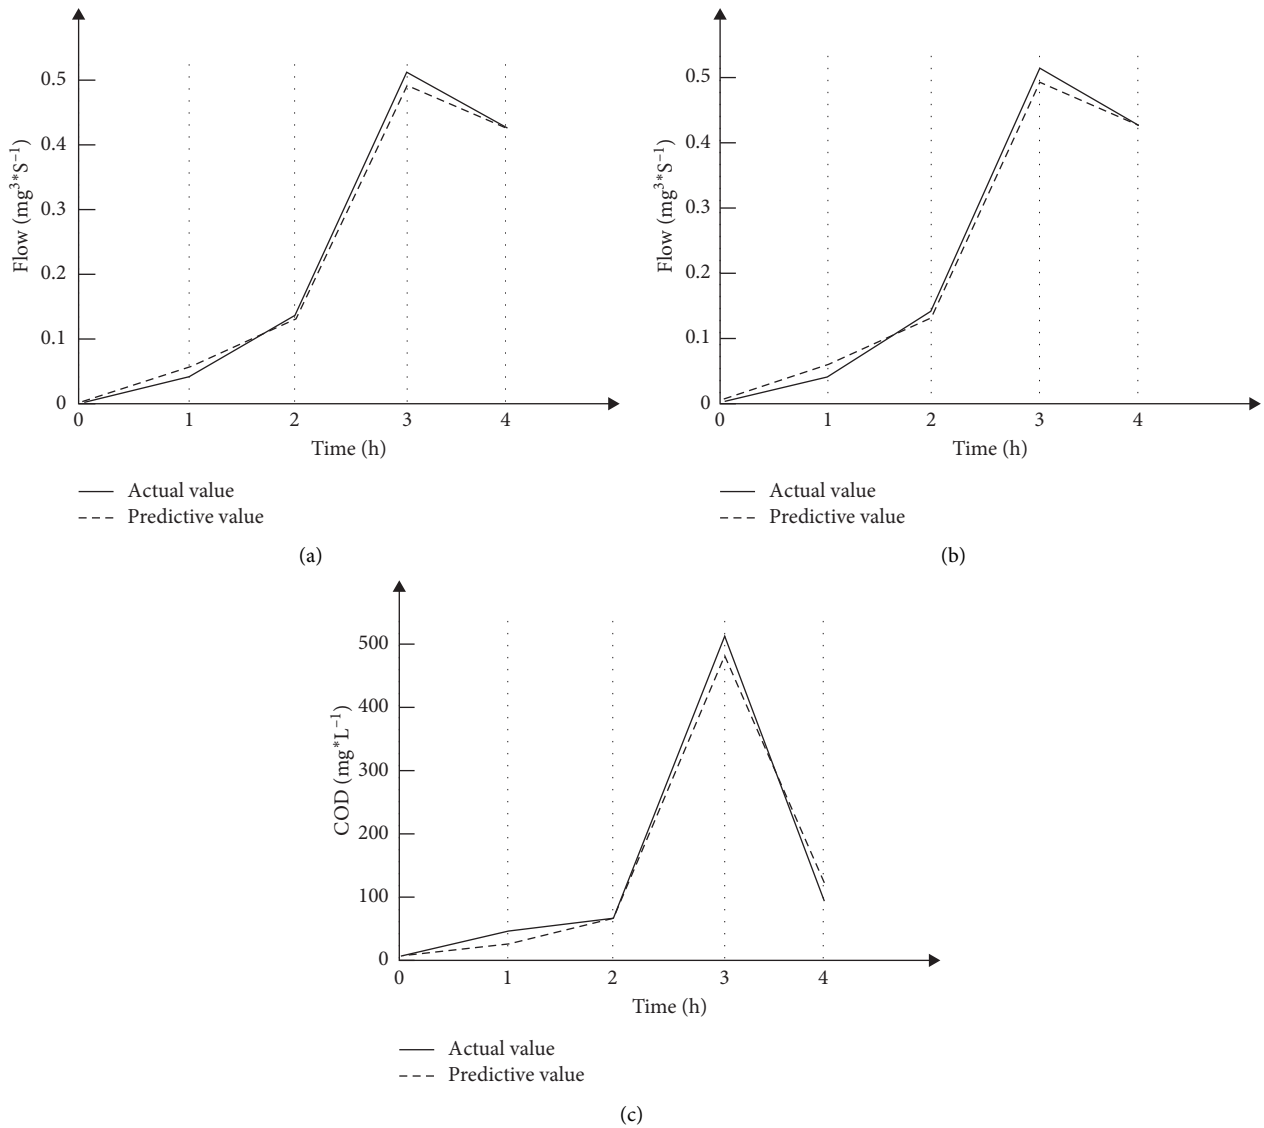 0.5
0.4
0.3
0.2
0.1
0
Flow (mg³*S⁻¹)
0 1 2 3 4
Time (h)
Actual value
Predictive value
(a)
0.5
0.4
0.3
0.2
0.1
0
Flow (mg³*S⁻¹)
0 1 2 3 4
Time (h)
Actual value
Predictive value
(b)
500
400
300
200
100
0
COD (mg*L⁻¹)
0 1 2 3 4
Time (h)
Actual value
Predictive value
(c)